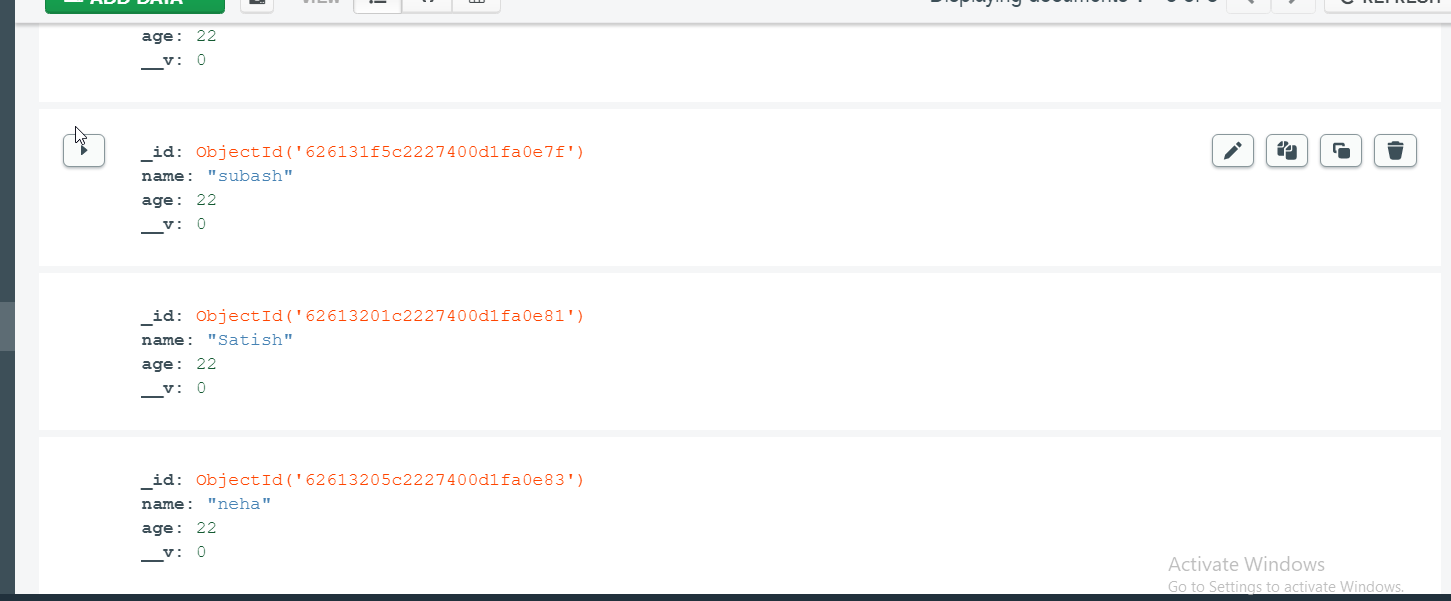 ADD DATA VIEW Displaying documents REFRESH
age: 22
__v: 0
_id: ObjectId('626131f5c2227400d1fa0e7f')
name: "subash"
age: 22
__v: 0
_id: ObjectId('62613201c2227400d1fa0e81')
name: "Satish"
age: 22
__v: 0
_id: ObjectId('62613205c2227400d1fa0e83')
name: "neha"
age: 22
__v: 0
Activate Windows
Go to Settings to activate Windows.